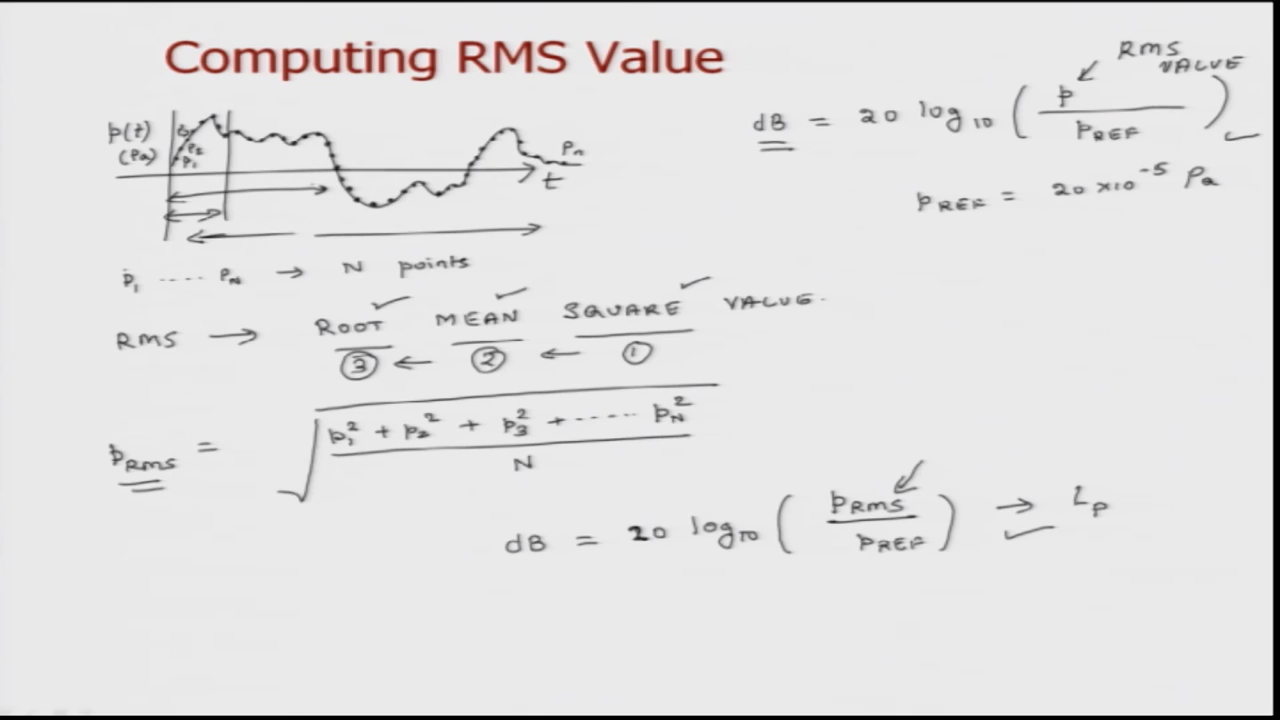 Computing RMS Value
p(t)
(Pa)
P₂
P₁
Pₙ
t
dB = 20 log₁₀ ( p / pREF )
RMS VALUE
pREF = 20 ×10⁻⁵ Pa
p₁ ····· pN → N points
RMS → ROOT MEAN SQUARE VALUE.
③ ← ② ← ①
pRMS = √( (p₁² + p₂² + p₃² + ······ pN²) / N )
dB = 20 log₁₀ ( pRMS / pREF ) → Lp